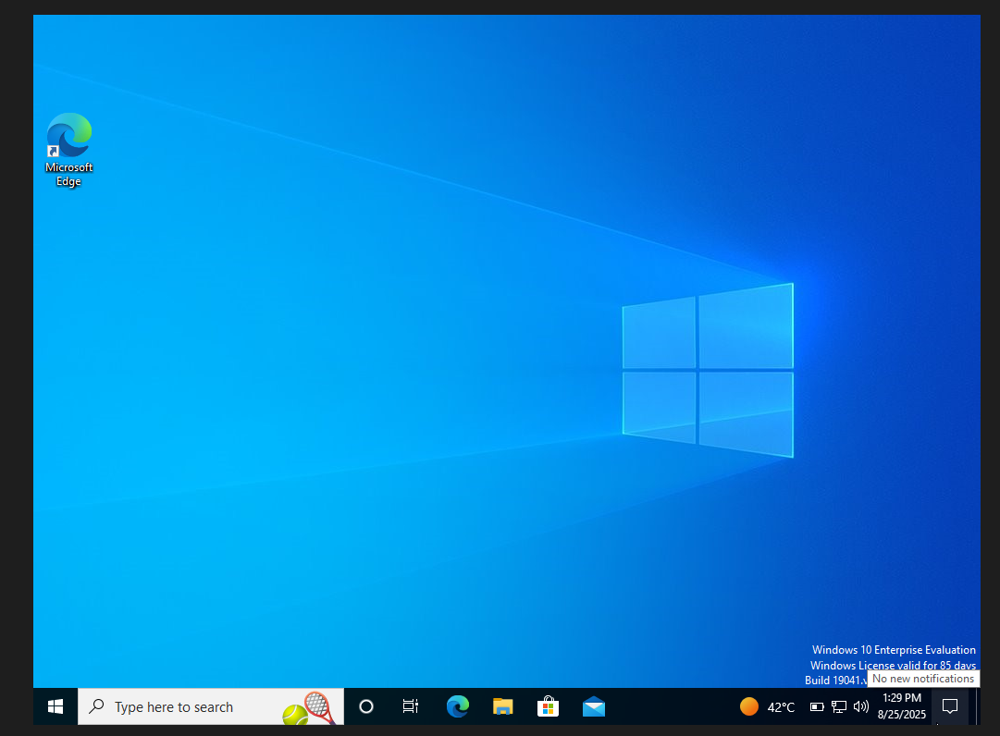 Microsoft
Edge
Windows 10 Enterprise Evaluation
Windows License valid for 85 days
Build 19041.v
No new notifications
Type here to search
42°C
1:29 PM
8/25/2025